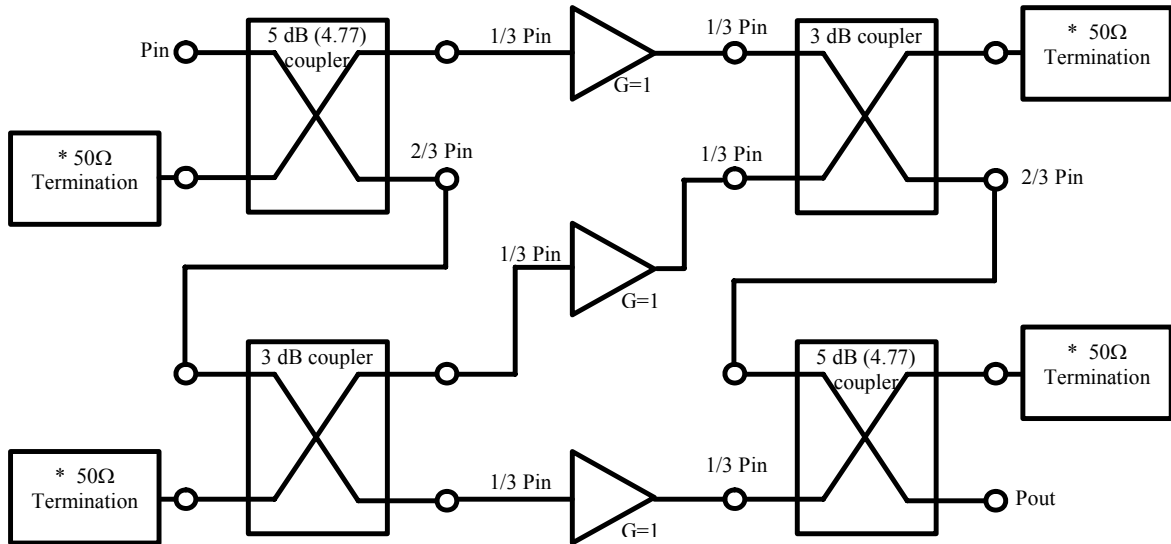 5 dB (4.77)
coupler
Pin
1/3 Pin
G=1
1/3 Pin
3 dB coupler
* 50Ω
Termination
* 50Ω
Termination
2/3 Pin
1/3 Pin
2/3 Pin
1/3 Pin
G=1
3 dB coupler
5 dB (4.77)
coupler
* 50Ω
Termination
* 50Ω
Termination
1/3 Pin
G=1
1/3 Pin
Pout